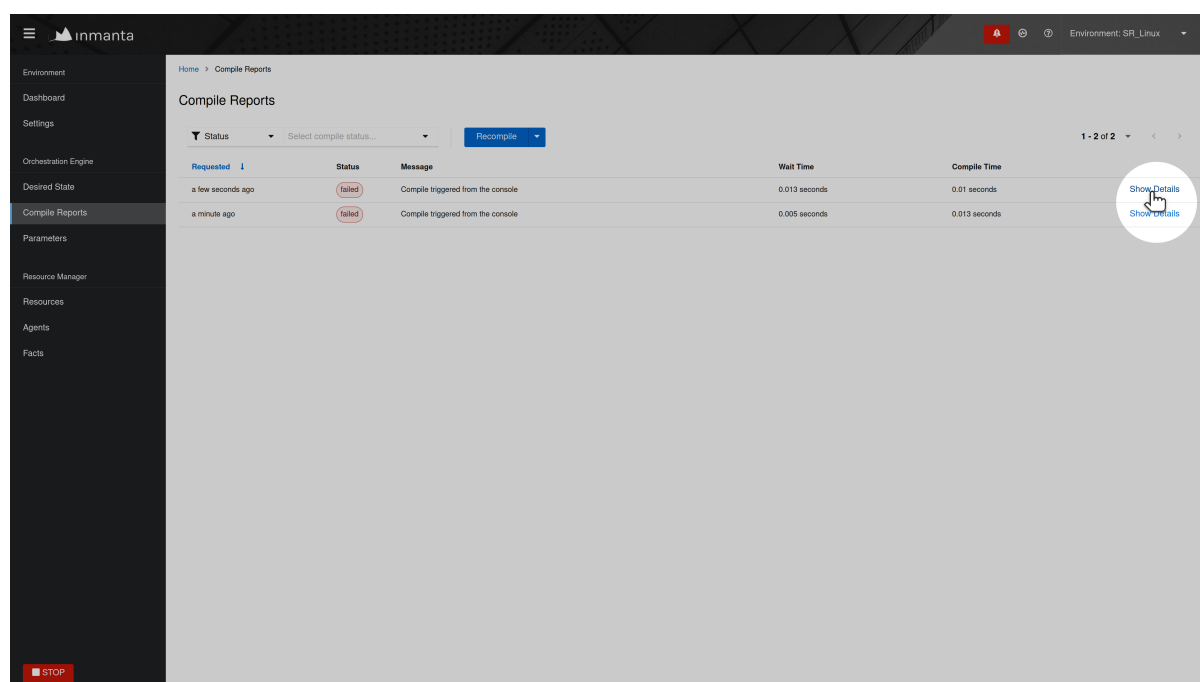 ınmanta
Environment: SR_Linux
Environment
Dashboard
Settings
Orchestration Engine
Desired State
Compile Reports
Parameters
Resource Manager
Resources
Agents
Facts
STOP
Home > Compile Reports
Compile Reports
Status Select compile status... Recompile 1 - 2 of 2
Requested Status Message Wait Time Compile Time
a few seconds ago failed Compile triggered from the console 0.013 seconds 0.01 seconds Show Details
a minute ago failed Compile triggered from the console 0.005 seconds 0.013 seconds Show Details